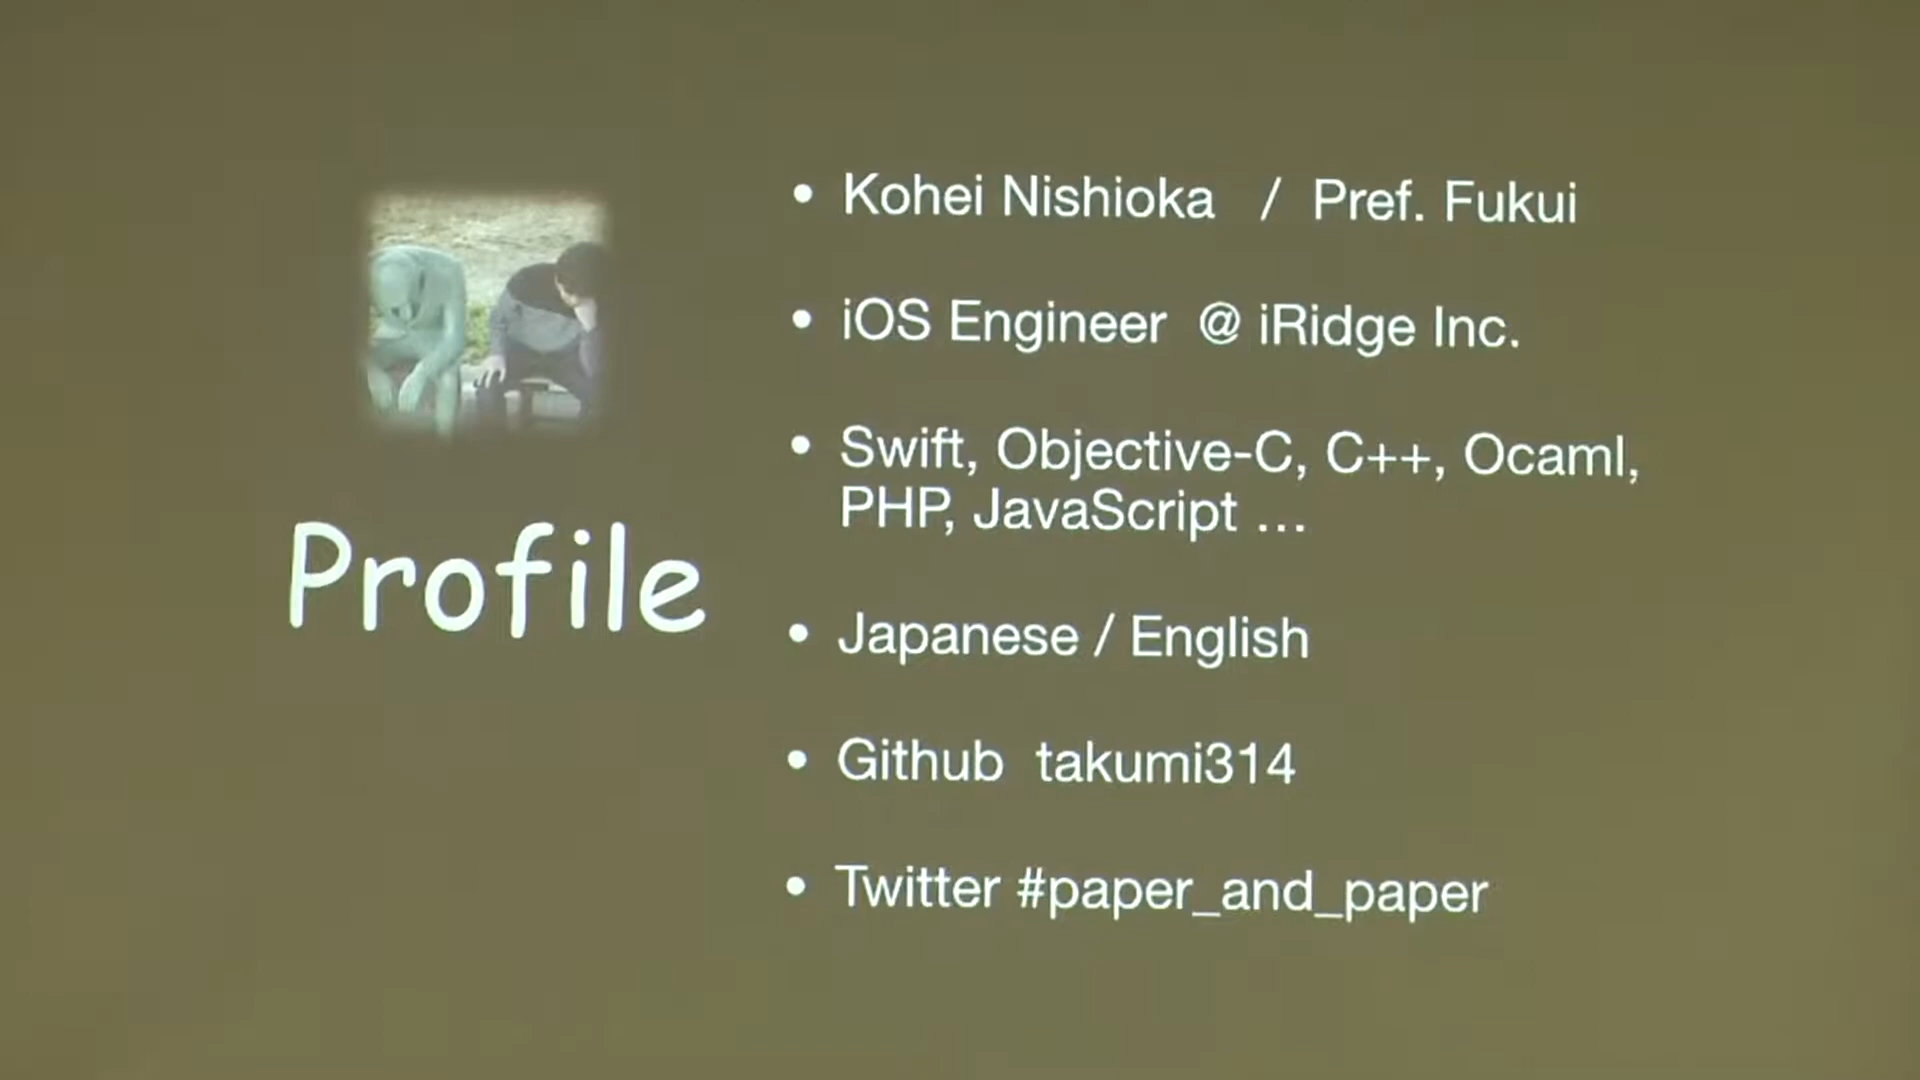 Profile
• Kohei Nishioka / Pref. Fukui
• iOS Engineer @ iRidge Inc.
• Swift, Objective-C, C++, Ocaml,
PHP, JavaScript …
• Japanese / English
• Github takumi314
• Twitter #paper_and_paper